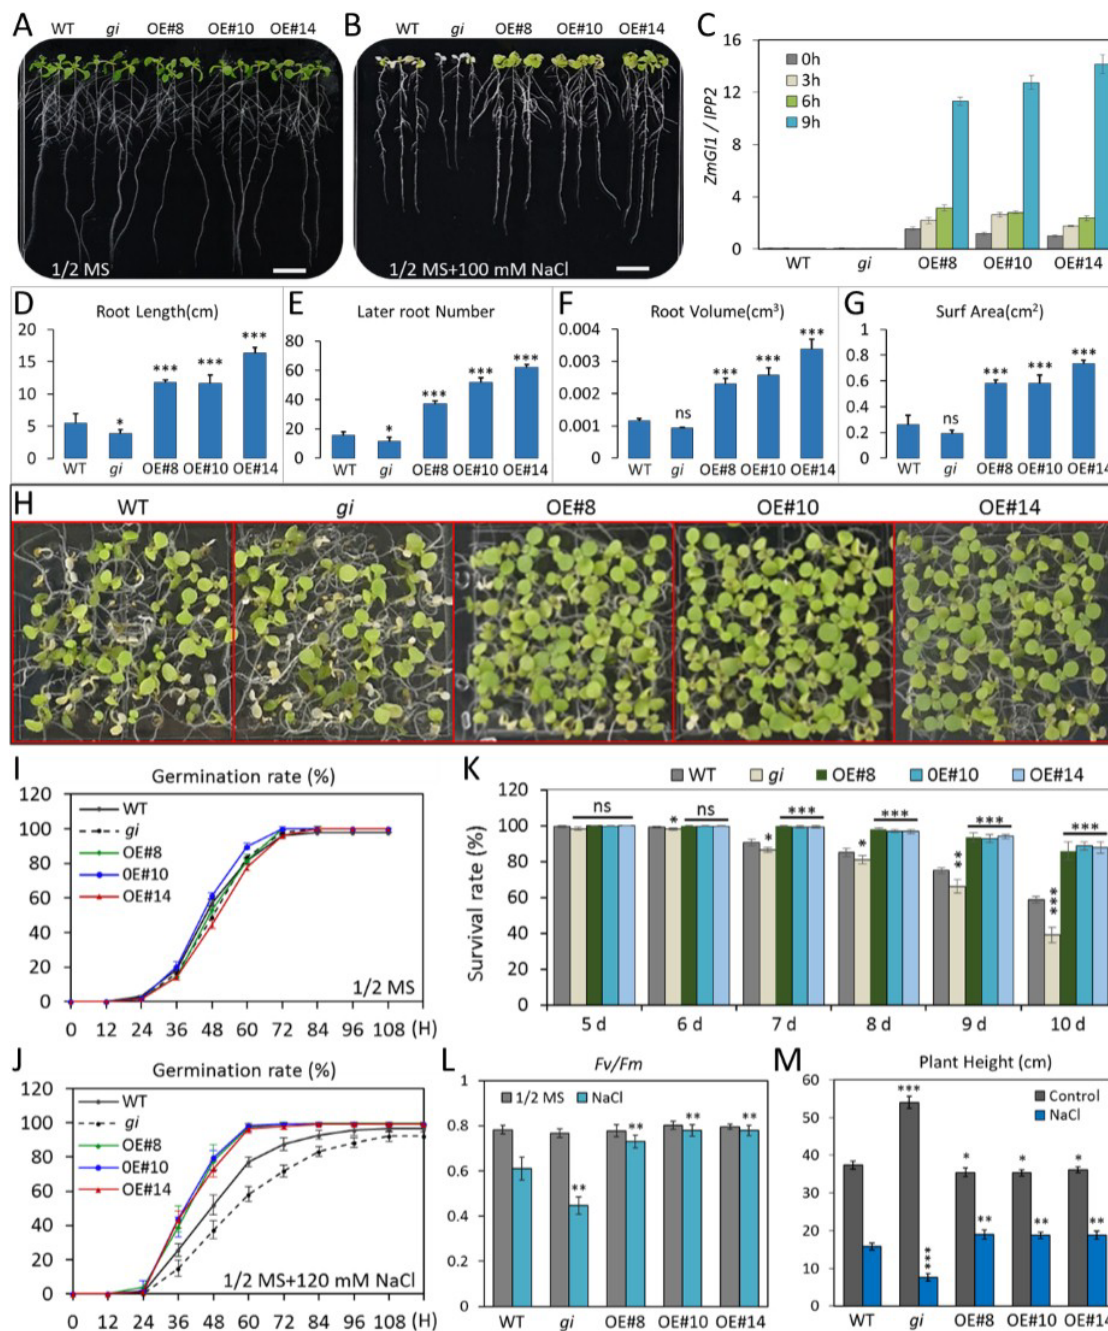 A WT gi OE#8 OE#10 OE#14
1/2 MS
B WT gi OE#8 OE#10 OE#14
1/2 MS+100 mM NaCl
C
ZmGI1 / IPP2
16
12
8
4
0
0h
3h
6h
9h
WT gi OE#8 OE#10 OE#14
D Root Length(cm)
20
15
10
5
0
* *** *** ***
WT gi OE#8 OE#10 OE#14
E Later root Number
80
60
40
20
0
* *** *** ***
WT gi OE#8 OE#10 OE#14
F Root Volume(cm³)
0.004
0.003
0.002
0.001
0
ns *** *** ***
WT gi OE#8 OE#10 OE#14
G Surf Area(cm²)
1
0.8
0.6
0.4
0.2
0
ns *** *** ***
WT gi OE#8 OE#10 OE#14
H WT gi OE#8 OE#10 OE#14
I Germination rate (%)
120
100
80
60
40
20
0
WT
gi
OE#8
0E#10
OE#14
1/2 MS
0 12 24 36 48 60 72 84 96 108 (H)
J Germination rate (%)
120
100
80
60
40
20
0
WT
gi
OE#8
0E#10
OE#14
1/2 MS+120 mM NaCl
0 12 24 36 48 60 72 84 96 108 (H)
K WT gi OE#8 0E#10 OE#14
Survival rate (%)
120
100
80
60
40
20
0
ns * ns * *** * *** ** *** *** ***
5 d 6 d 7 d 8 d 9 d 10 d
L Fv/Fm
1/2 MS NaCl
1
0.8
0.6
0.4
0.2
0
** ** ** **
WT gi OE#8 OE#10 OE#14
M Plant Height (cm)
Control
NaCl
60
50
40
30
20
10
0
*** * * *
*** ** ** **
WT gi OE#8 OE#10 OE#14